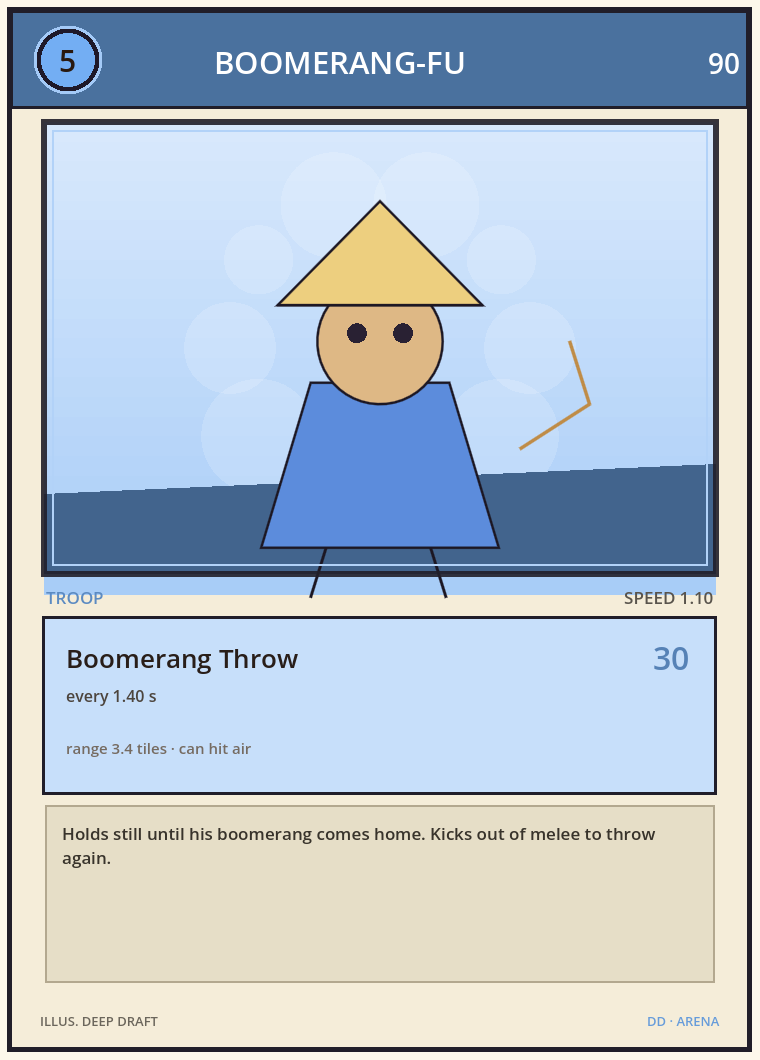 5
BOOMERANG-FU
90
TROOP
SPEED 1.10
Boomerang Throw
30
every 1.40 s
range 3.4 tiles · can hit air
Holds still until his boomerang comes home. Kicks out of melee to throw
again.
ILLUS. DEEP DRAFT
DD · ARENA